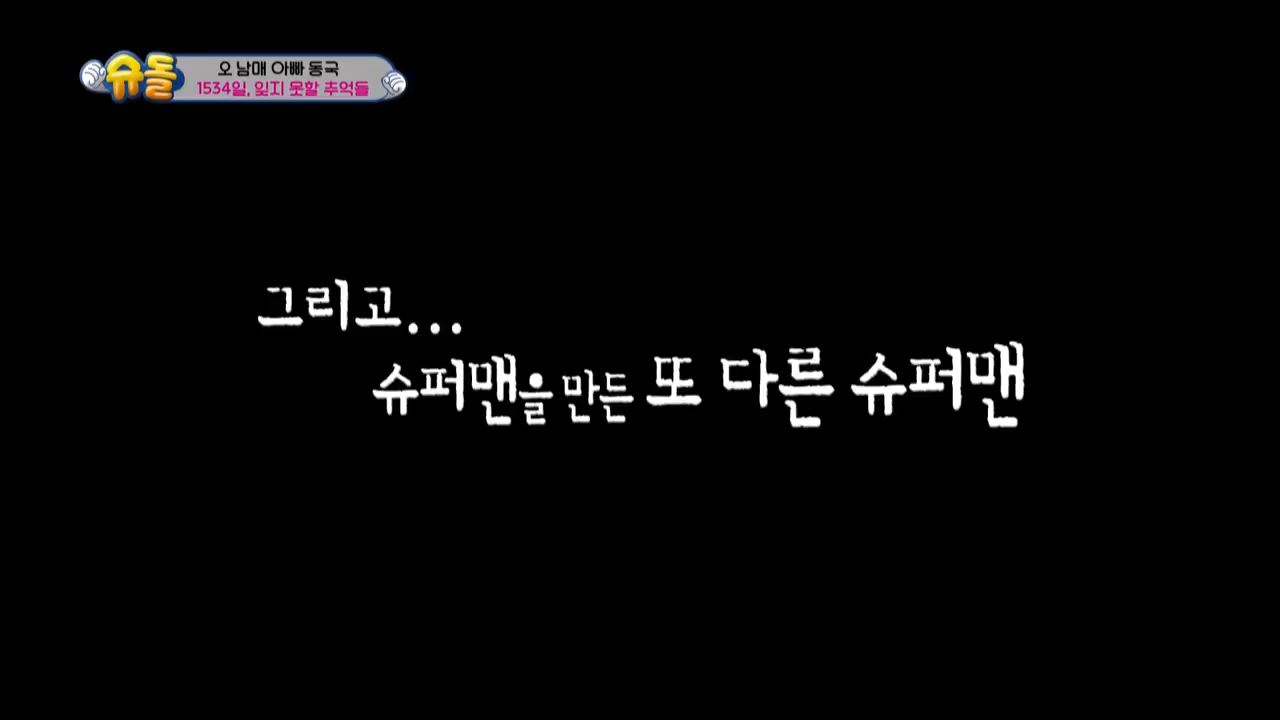 슈돌
오 남매 아빠 동국
1534일, 잊지 못할 추억들
그리고...
슈퍼맨을 만든 또 다른 슈퍼맨